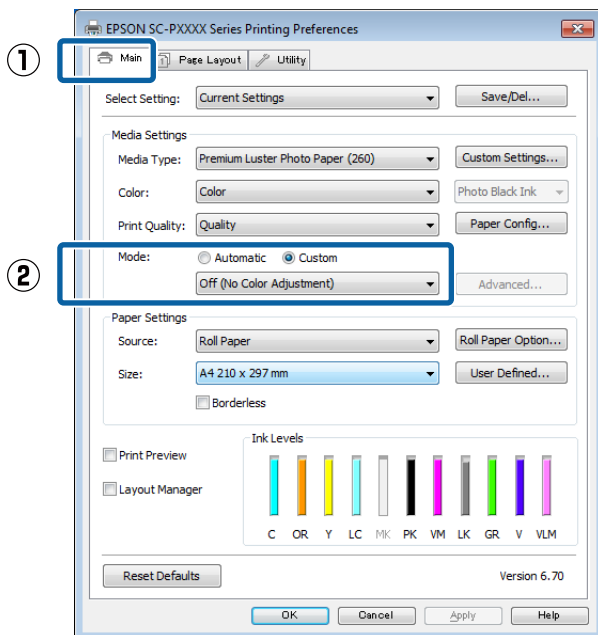 EPSON SC-PXXXX Series Printing Preferences
1 Main Page Layout Utility
Select Setting: Current Settings Save/Del...
Media Settings
Media Type: Premium Luster Photo Paper (260) Custom Settings...
Color: Color Photo Black Ink
Print Quality: Quality Paper Config...
Mode: Automatic Custom
2 Off (No Color Adjustment) Advanced...
Paper Settings
Source: Roll Paper Roll Paper Option...
Size: A4 210 x 297 mm User Defined...
Borderless
Ink Levels
Print Preview
Layout Manager
C OR Y LC MK PK VM LK GR V VLM
Reset Defaults Version 6.70
OK Cancel Apply Help